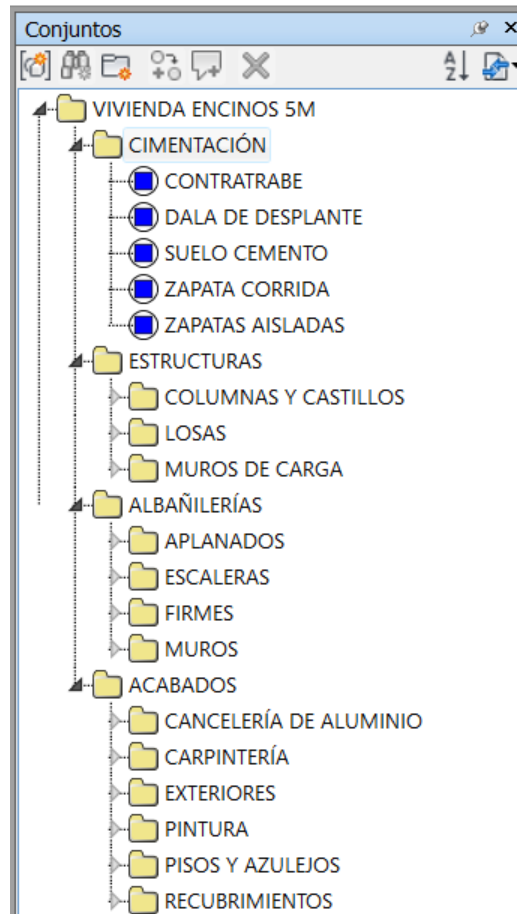 Conjuntos
A
Z
VIVIENDA ENCINOS 5M
CIMENTACIÓN
CONTRATRABE
DALA DE DESPLANTE
SUELO CEMENTO
ZAPATA CORRIDA
ZAPATAS AISLADAS
ESTRUCTURAS
COLUMNAS Y CASTILLOS
LOSAS
MUROS DE CARGA
ALBAÑILERÍAS
APLANADOS
ESCALERAS
FIRMES
MUROS
ACABADOS
CANCELERÍA DE ALUMINIO
CARPINTERÍA
EXTERIORES
PINTURA
PISOS Y AZULEJOS
RECUBRIMIENTOS